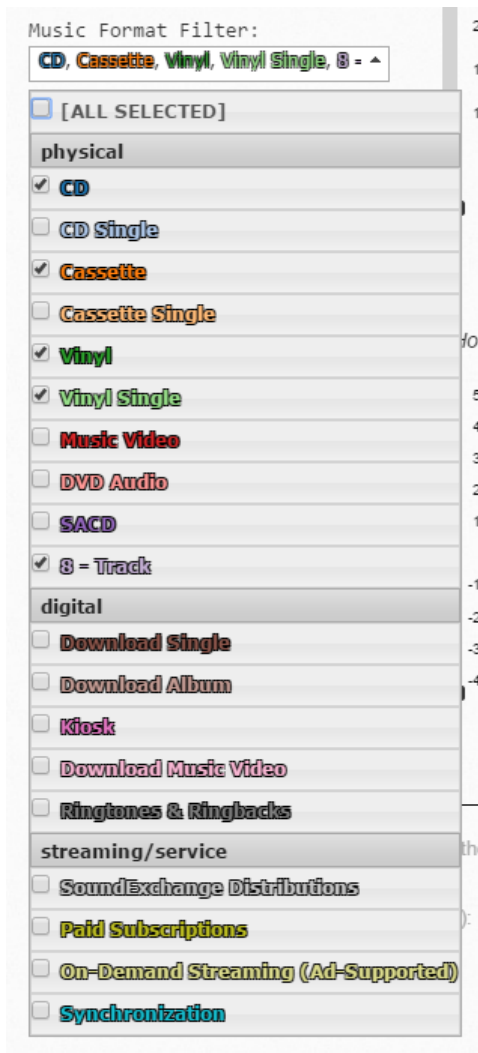 Music Format Filter:
CD, Cassette, Vinyl, Vinyl Single, 8 -
[ALL SELECTED]
physical
CD
CD Single
Cassette
Cassette Single
Vinyl
Vinyl Single
Music Video
DVD Audio
SACD
8 - Track
digital
Download Single
Download Album
Kiosk
Download Music Video
Ringtones & Ringbacks
streaming/service
SoundExchange Distributions
Paid Subscriptions
On-Demand Streaming (Ad-Supported)
Synchronization